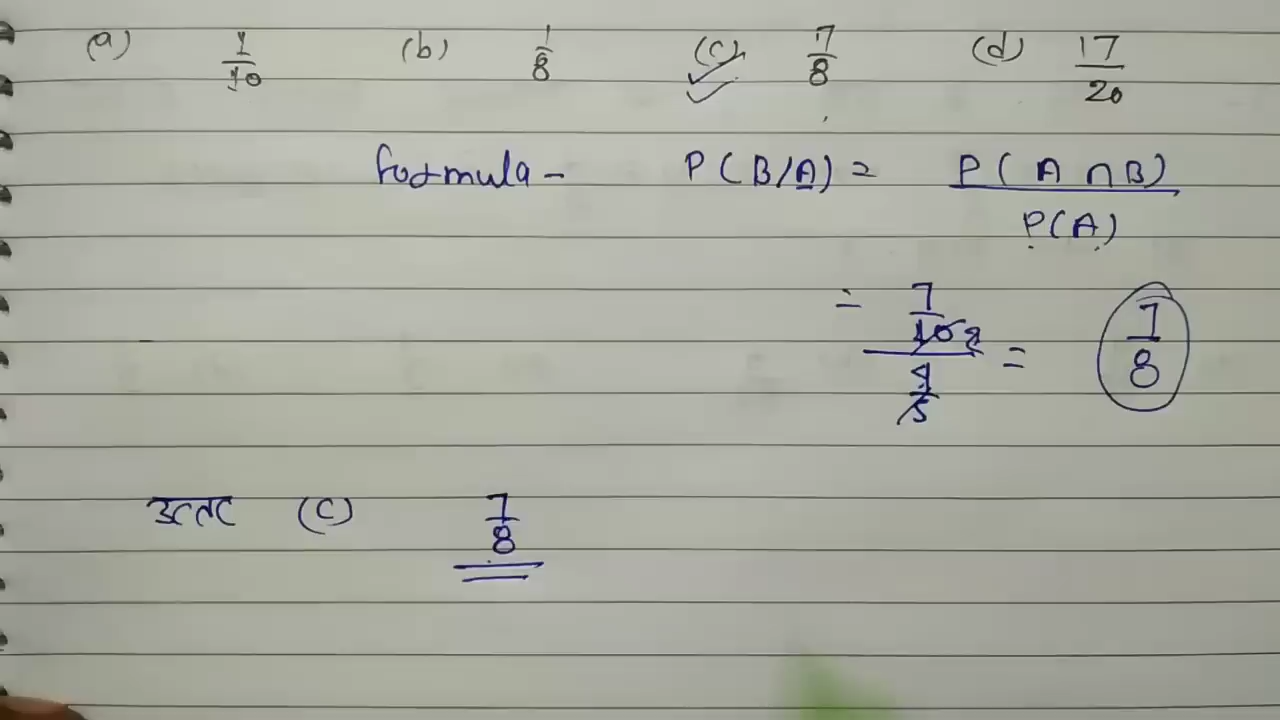 (a) 1/10 (b) 1/8 (c) 7/8 (d) 17/20
formula - P(B/A) = P(A∩B)/P(A)
= 7/10 2 / 4/5 = 7/8
उत्तर (c) 7/8